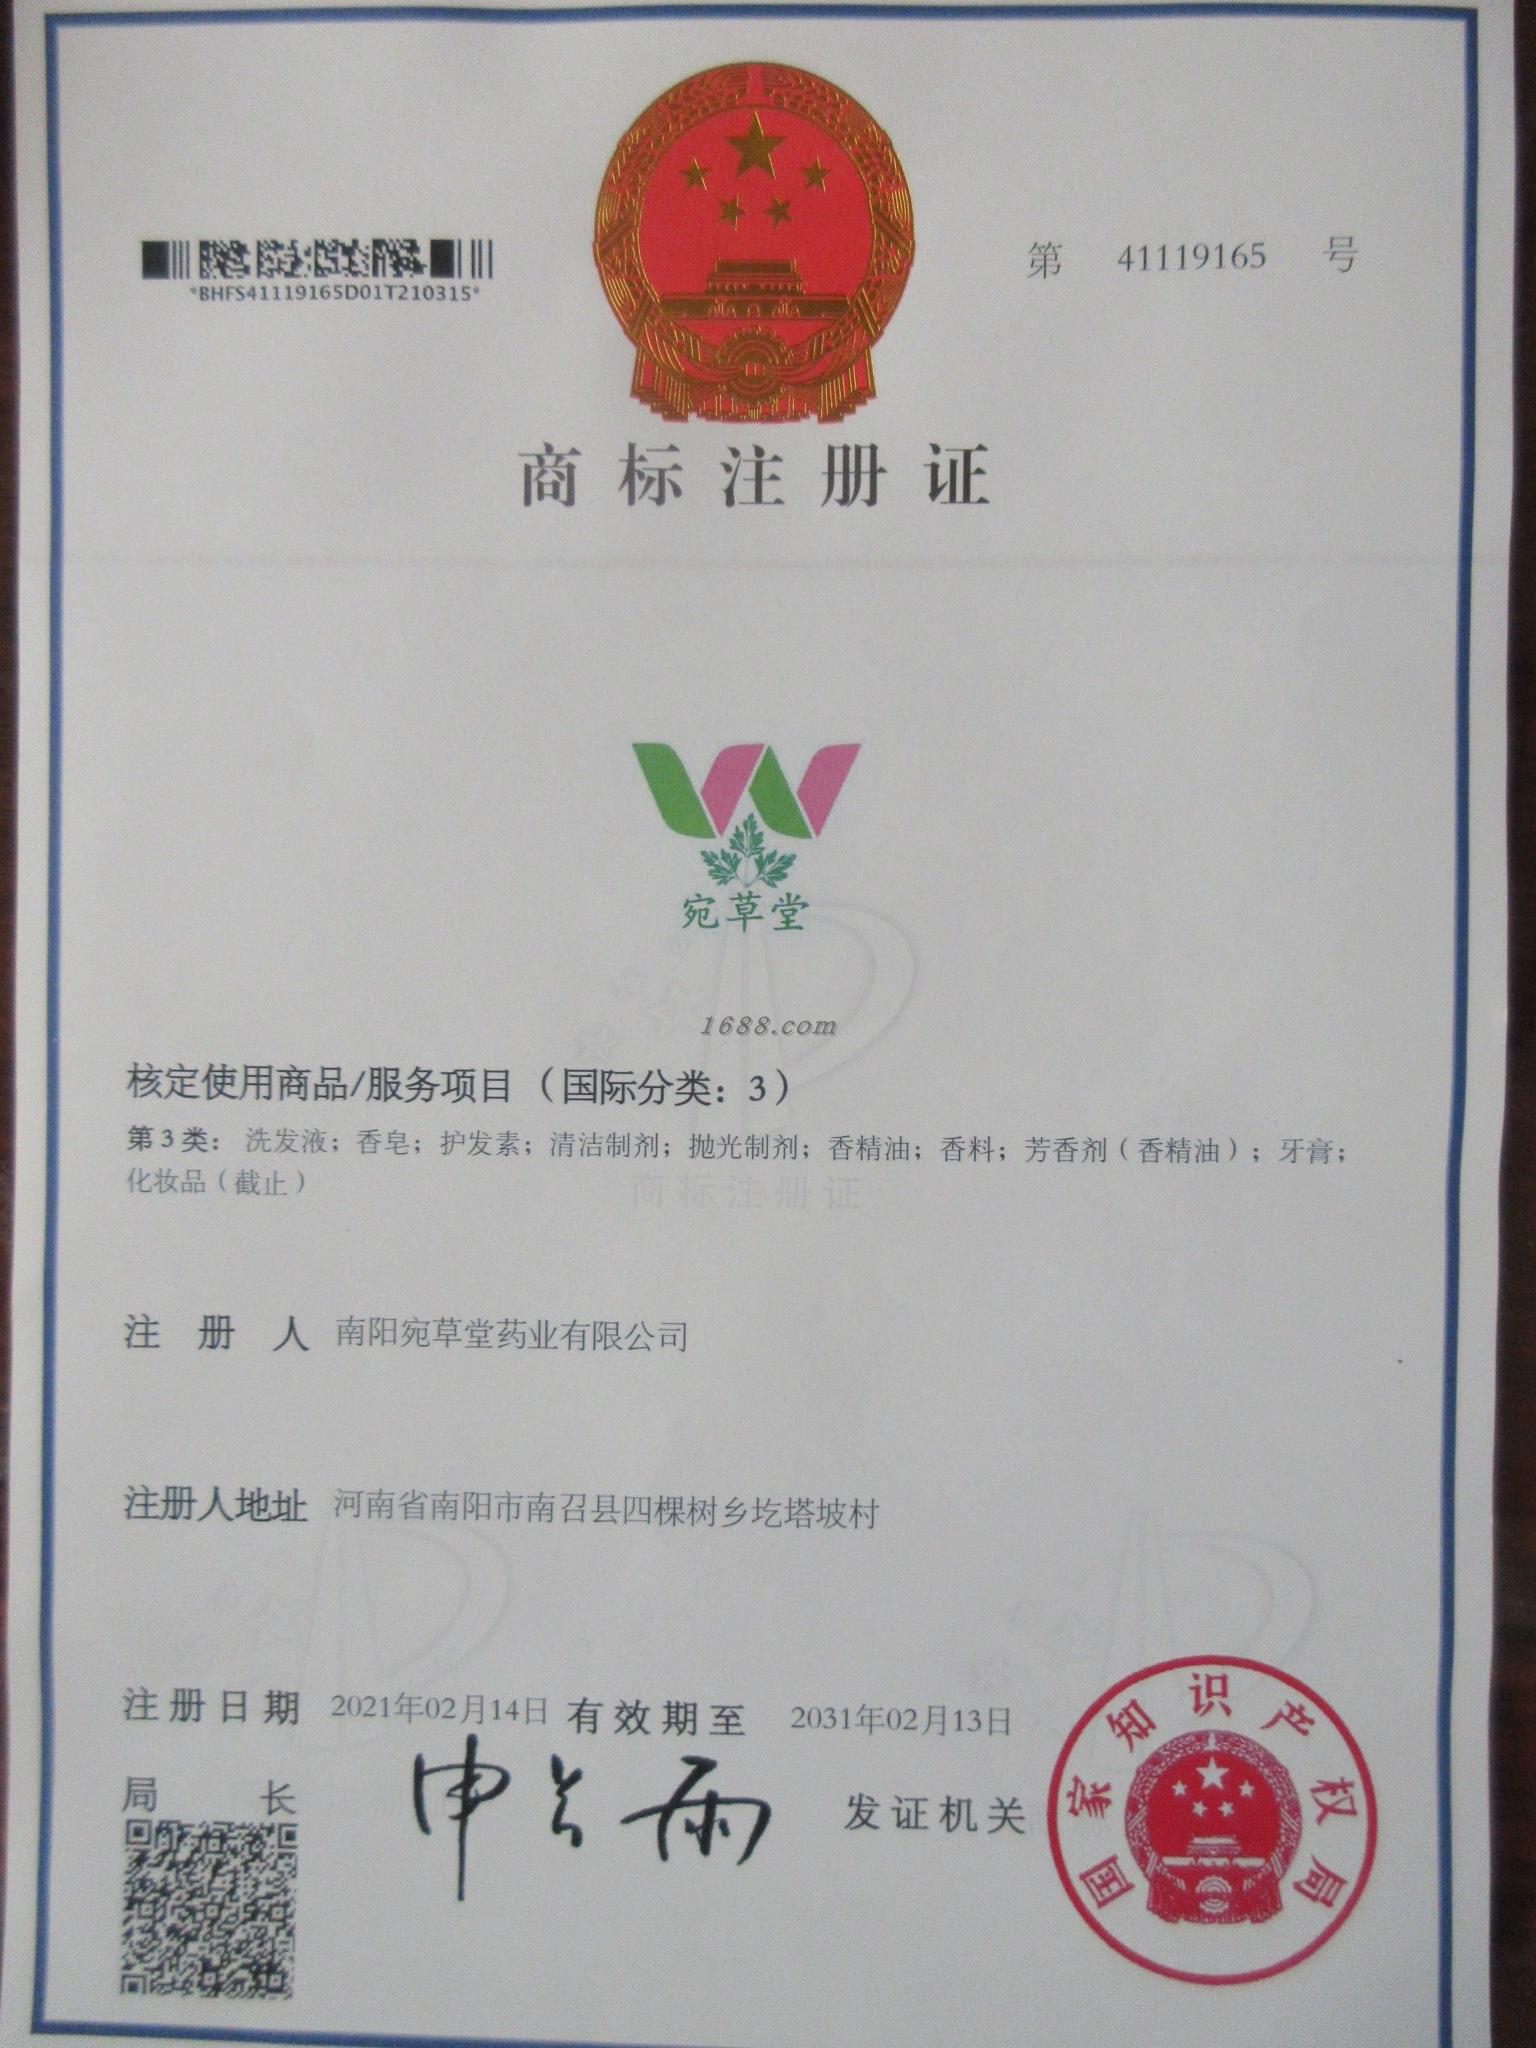 *BHFS41119165D01T210315*
第 41119165 号
商标注册证
宛草堂
1688.com
核定使用商品/服务项目（国际分类：3）
第3类：洗发液；香皂；护发素；清洁制剂；抛光制剂；香精油；香料；芳香剂（香精油）；牙膏；
化妆品（截止）
商标注册证
注册人 南阳宛草堂药业有限公司
注册人地址 河南省南阳市南召县四棵树乡圪塔坡村
注册日期 2021年02月14日 有效期至 2031年02月13日
局长 申长雨 发证机关
国家知识产权局